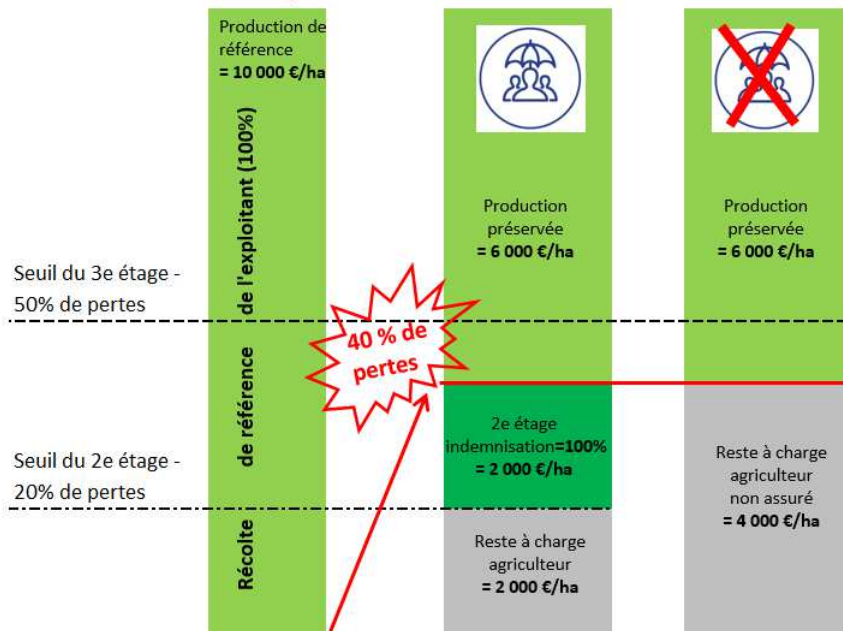 Production de
référence
= 10 000 €/ha
Récolte de référence de l'exploitant (100%)
Seuil du 3e étage -
50% de pertes
Seuil du 2e étage -
20% de pertes
40 % de
pertes
Production
préservée
= 6 000 €/ha
2e étage
indemnisation=100%
= 2 000 €/ha
Reste à charge
agriculteur
= 2 000 €/ha
Production
préservée
= 6 000 €/ha
Reste à charge
agriculteur
non assuré
= 4 000 €/ha